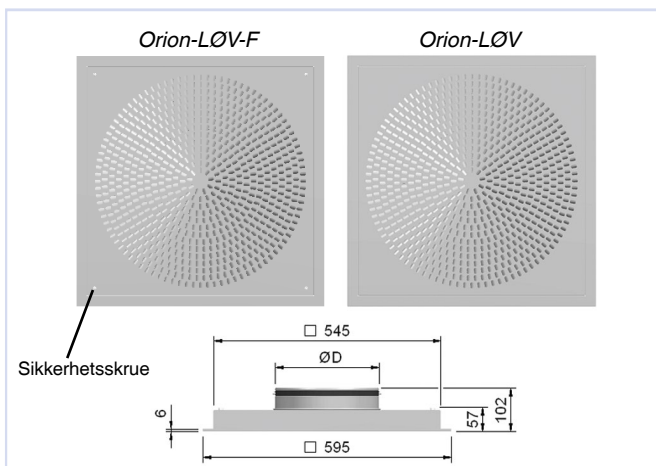 Orion-LØV-F
Orion-LØV
Sikkerhetsskrue
□ 545
ØD
6
57
102
□ 595